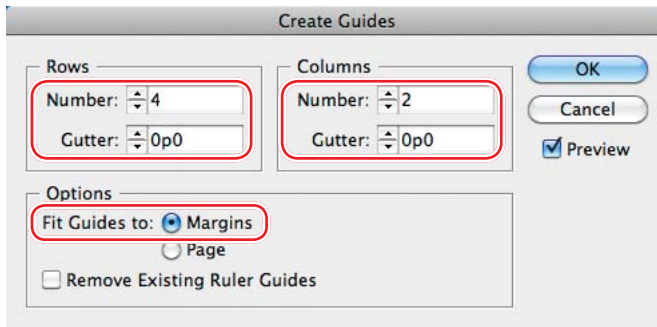 Create Guides
Rows
Number: 4
Gutter: 0p0
Columns
Number: 2
Gutter: 0p0
OK
Cancel
Preview
Options
Fit Guides to: Margins
Page
Remove Existing Ruler Guides